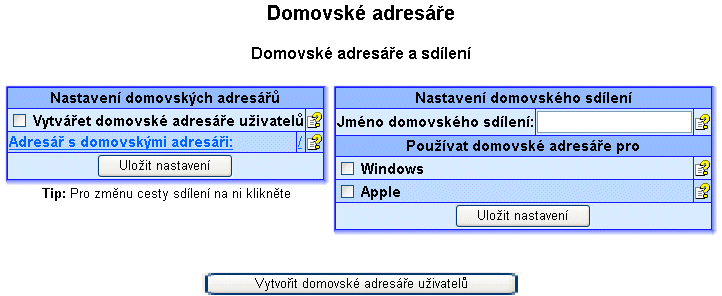 Domovské adresáře
Domovské adresáře a sdílení
Nastavení domovských adresářů
Vytvářet domovské adresáře uživatelů
Adresář s domovskými adresáři: /
Uložit nastavení
Tip: Pro změnu cesty sdílení na ni klikněte
Nastavení domovského sdílení
Jméno domovského sdílení:
Používat domovské adresáře pro
Windows
Apple
Uložit nastavení
Vytvořit domovské adresáře uživatelů